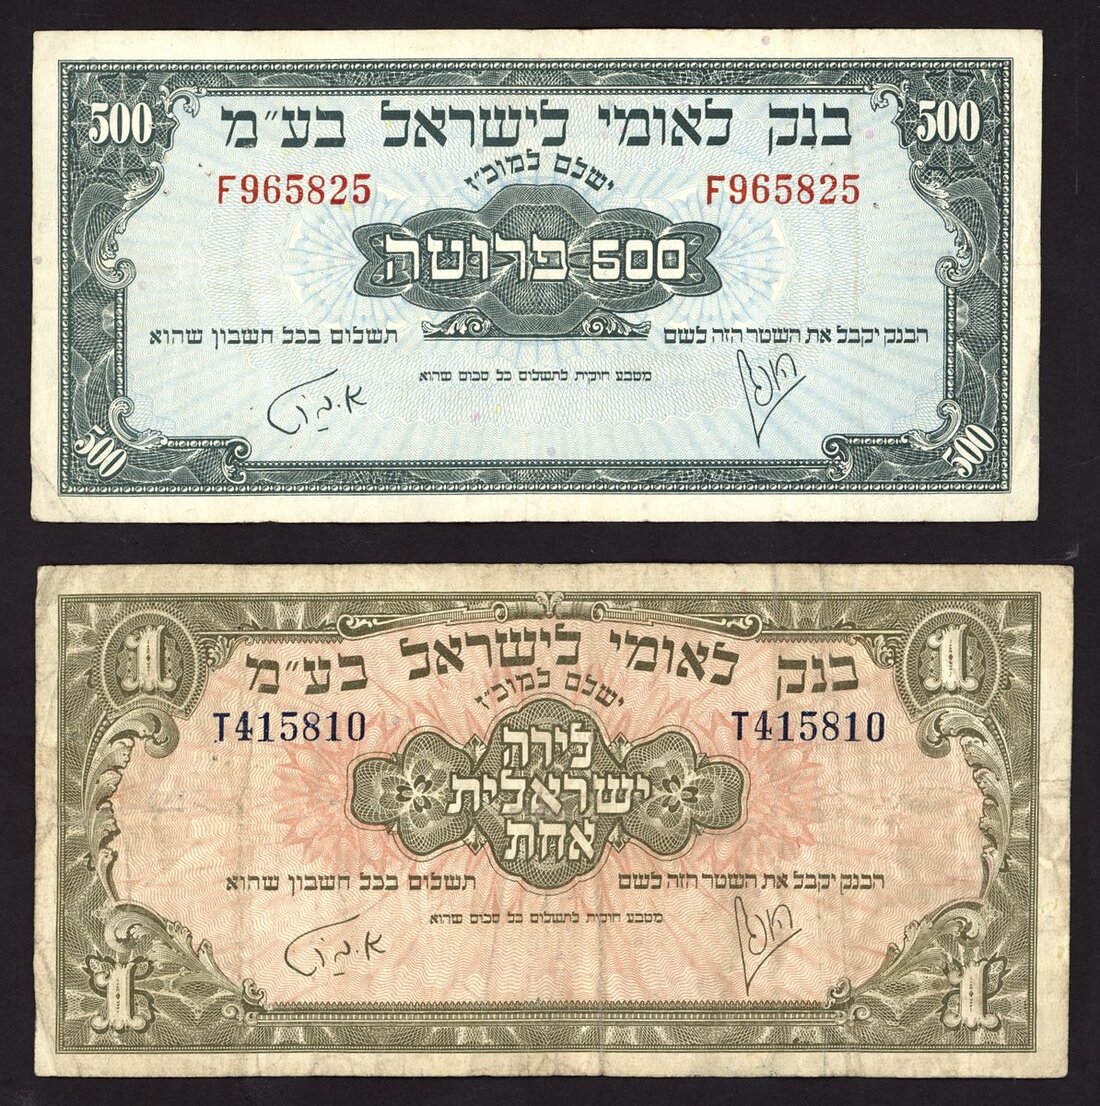 500 בנק לאומי לישראל בע״מ 500
ישלם למוכ״ז
F965825 F965825
500 פרוטה
הבנק יקבל את השטר הזה לשם תשלום בכל חשבון שהוא
מטבע חוקית לתשלום כל סכום שהוא
500 500
1 בנק לאומי לישראל בע״מ 1
ישלם למוכ״ז
T415810 T415810
לירה
ישראלית
אחת
הבנק יקבל את השטר הזה לשם תשלום בכל חשבון שהוא
מטבע חוקית לתשלום כל סכום שהוא
1 1